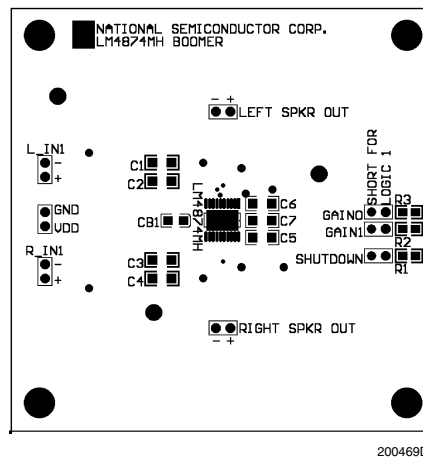 NATIONAL SEMICONDUCTOR CORP.
LM4874MH BOOMER
- +
LEFT SPKR OUT
L_IN1
-
+
C1
C2
LM4874MH
SHORT FOR
LOGIC 1
GND
VDD
CB1
C6
C7
C5
GAIN0
R3
GAIN1
R2
R_IN1
-
+
C3
C4
SHUTDOWN
R1
RIGHT SPKR OUT
- +